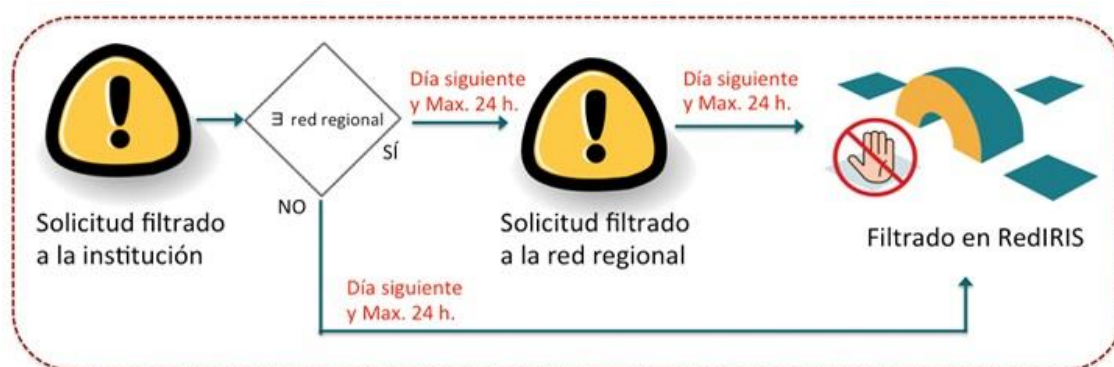 Día siguiente
y Max. 24 h.
Día siguiente
y Max. 24 h.
∃ red regional
SÍ
NO
Solicitud filtrado
a la institución
Solicitud filtrado
a la red regional
Filtrado en RedIRIS
Día siguiente
y Max. 24 h.